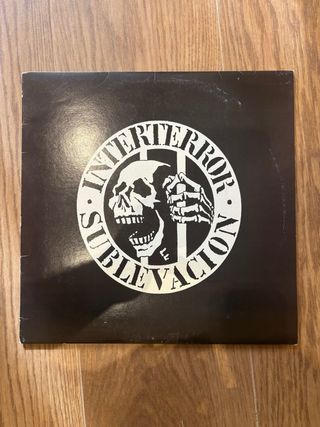 · INTERTERROR ·
SUBLEVACION